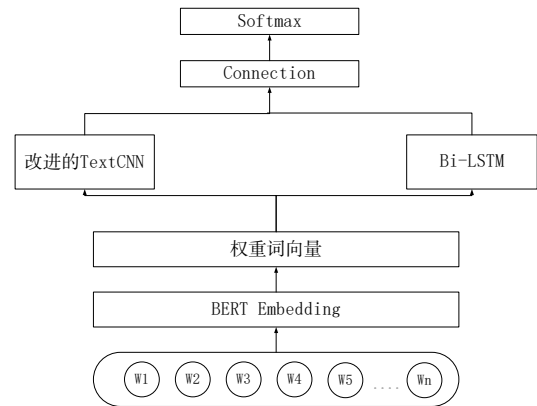 Softmax
Connection
改进的TextCNN
Bi-LSTM
权重词向量
BERT Embedding
W1 W2 W3 W4 W5 .... Wn